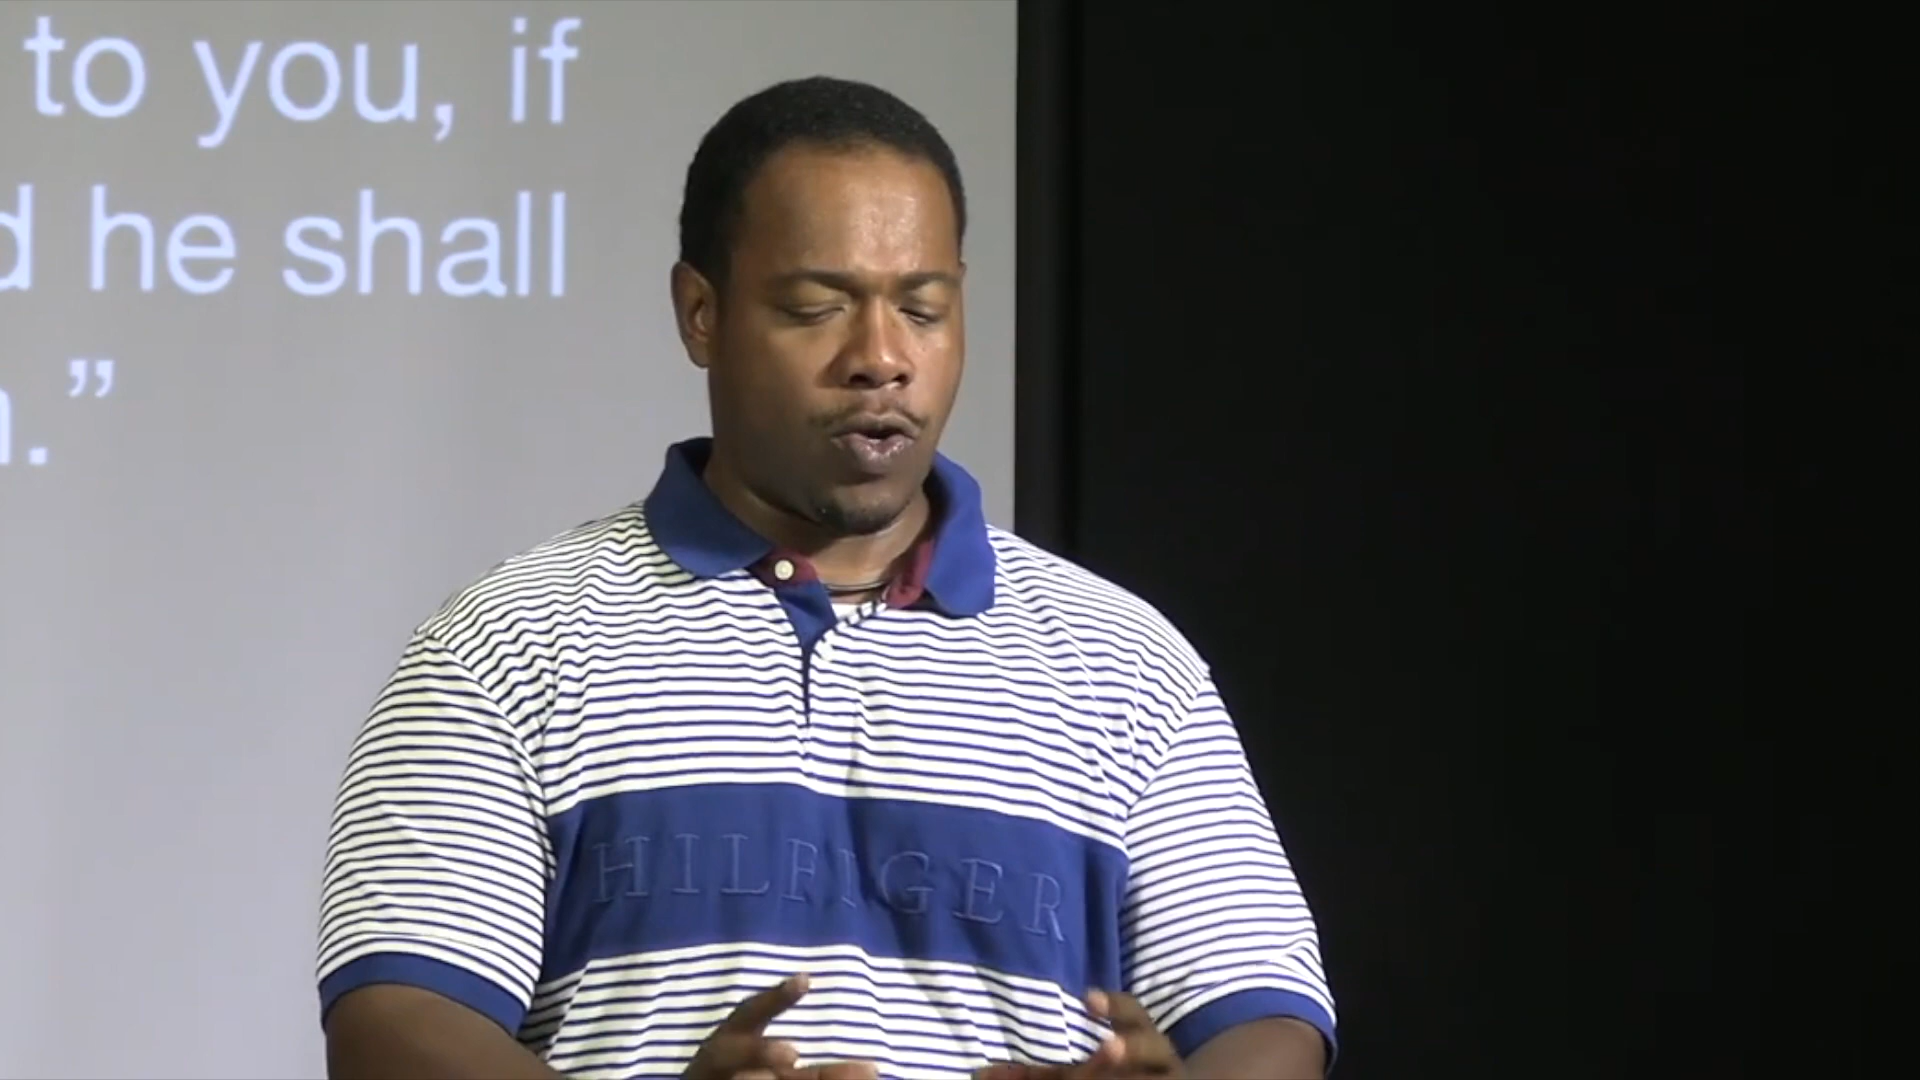 to you, if
he shall
.”
HILFIGER